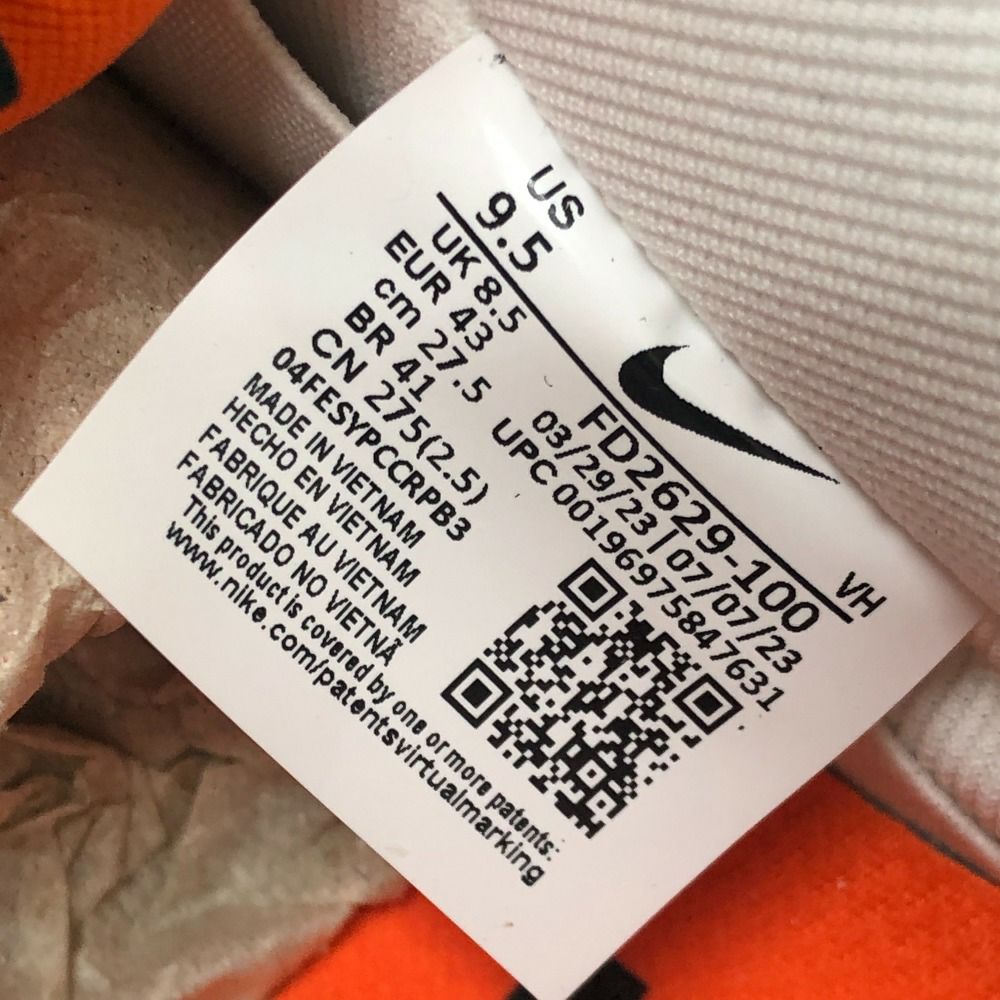 US
9.5
UK 8.5
EUR 43
cm 27.5
BR 41
CN 275(2.5)
04FESYPCCRPB3
MADE IN VIETNAM
HECHO EN VIETNAM
FABRIQUE AU VIETNAM
FABRICADO NO VIETNÃ
This product is covered by one or more patents:
www.nike.com/patentsvirtualmarking
VH
FD2629-100
03/29/23 | 07/07/23
UPC 00196975847631